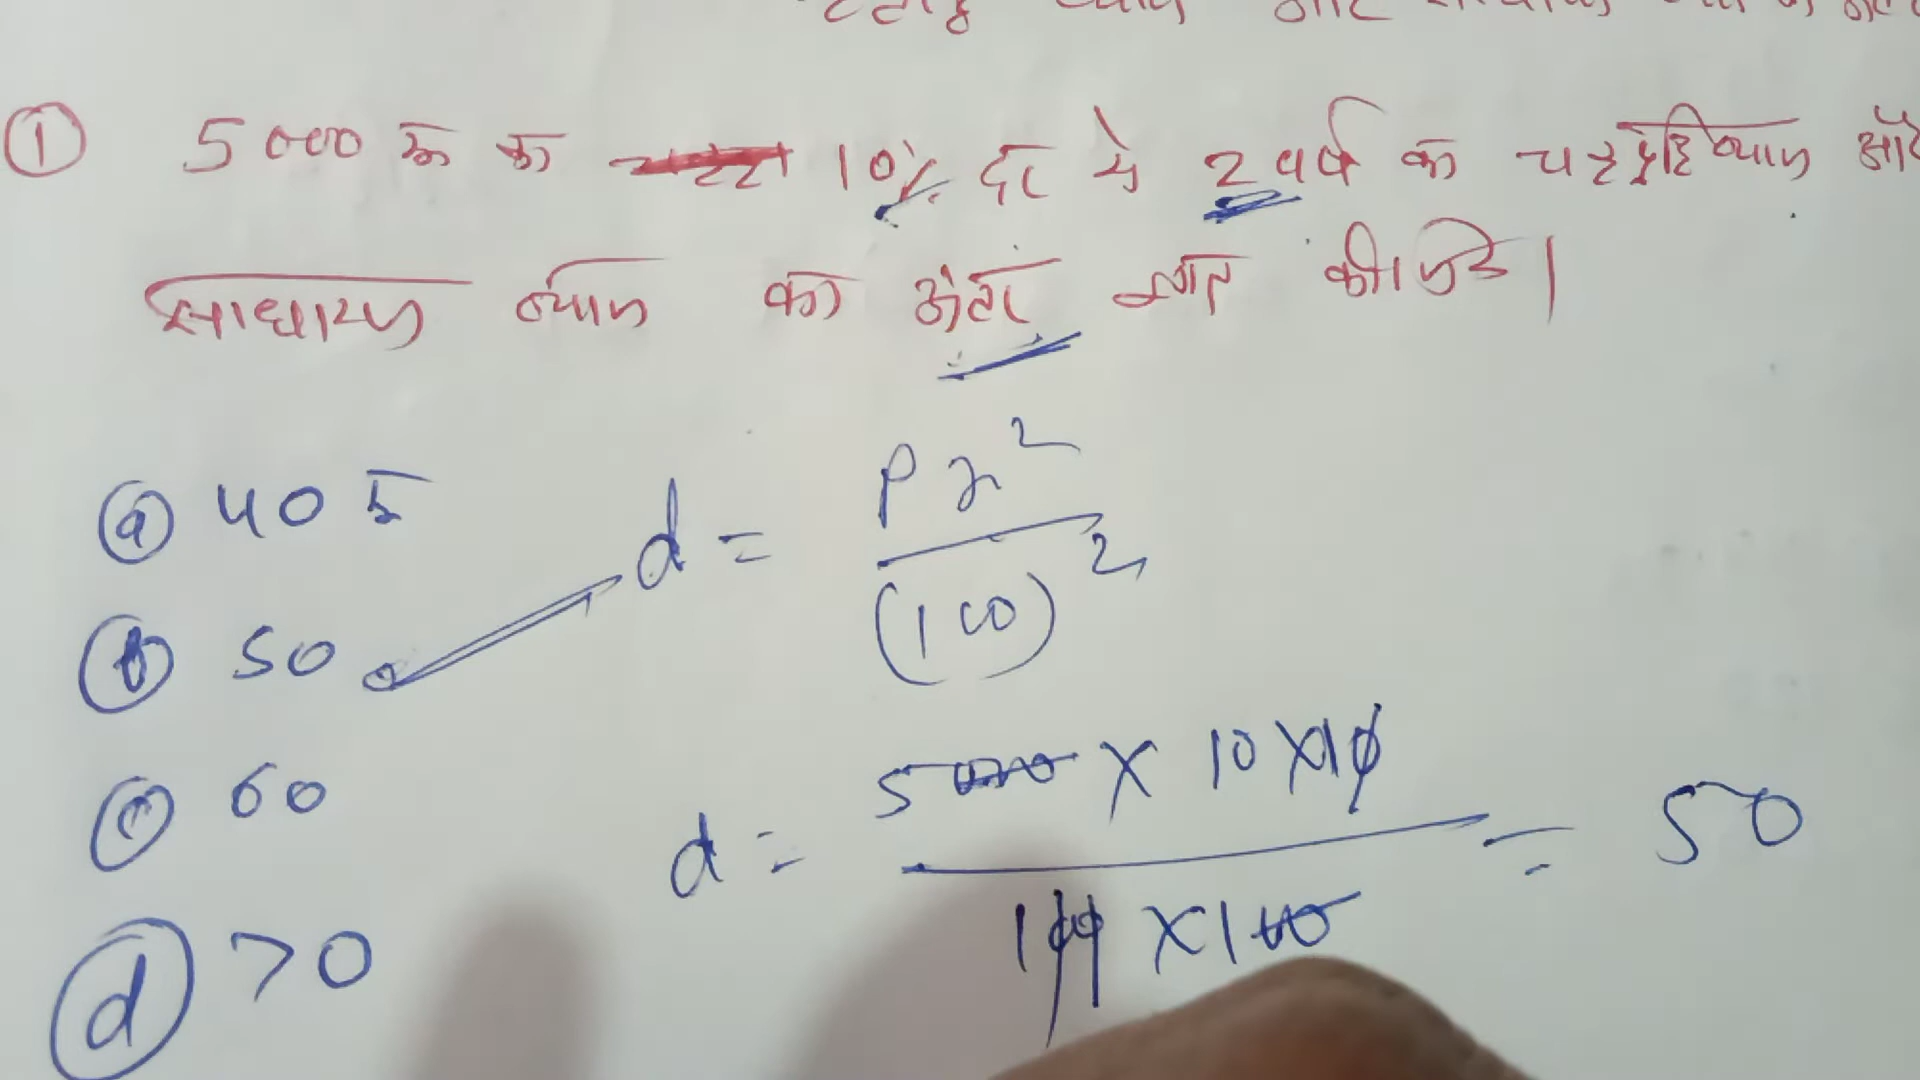 ① 5000 रू का 10% दर से 2 वर्ष का चक्रवृद्धि ब्याज और
साधारण ब्याज का अंतर ज्ञात कीजिए।
ⓐ 40 रू
ⓑ 50
ⓒ 60
ⓓ 70
d = Pr² / (100)²
d = 5000 × 10 × 10 / 100 × 100 = 50